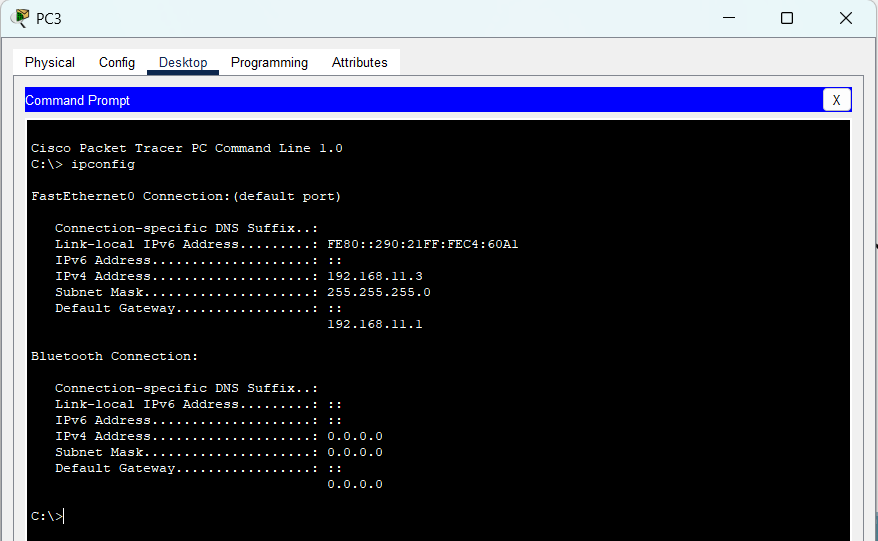 PC3
Physical Config Desktop Programming Attributes
Command Prompt X
Cisco Packet Tracer PC Command Line 1.0
C:\> ipconfig
FastEthernet0 Connection:(default port)
Connection-specific DNS Suffix..:
Link-local IPv6 Address.........: FE80::290:21FF:FEC4:60A1
IPv6 Address....................: ::
IPv4 Address....................: 192.168.11.3
Subnet Mask.....................: 255.255.255.0
Default Gateway.................: ::
192.168.11.1
Bluetooth Connection:
Connection-specific DNS Suffix..:
Link-local IPv6 Address.........: ::
IPv6 Address....................: ::
IPv4 Address....................: 0.0.0.0
Subnet Mask.....................: 0.0.0.0
Default Gateway.................: ::
0.0.0.0
C:\>